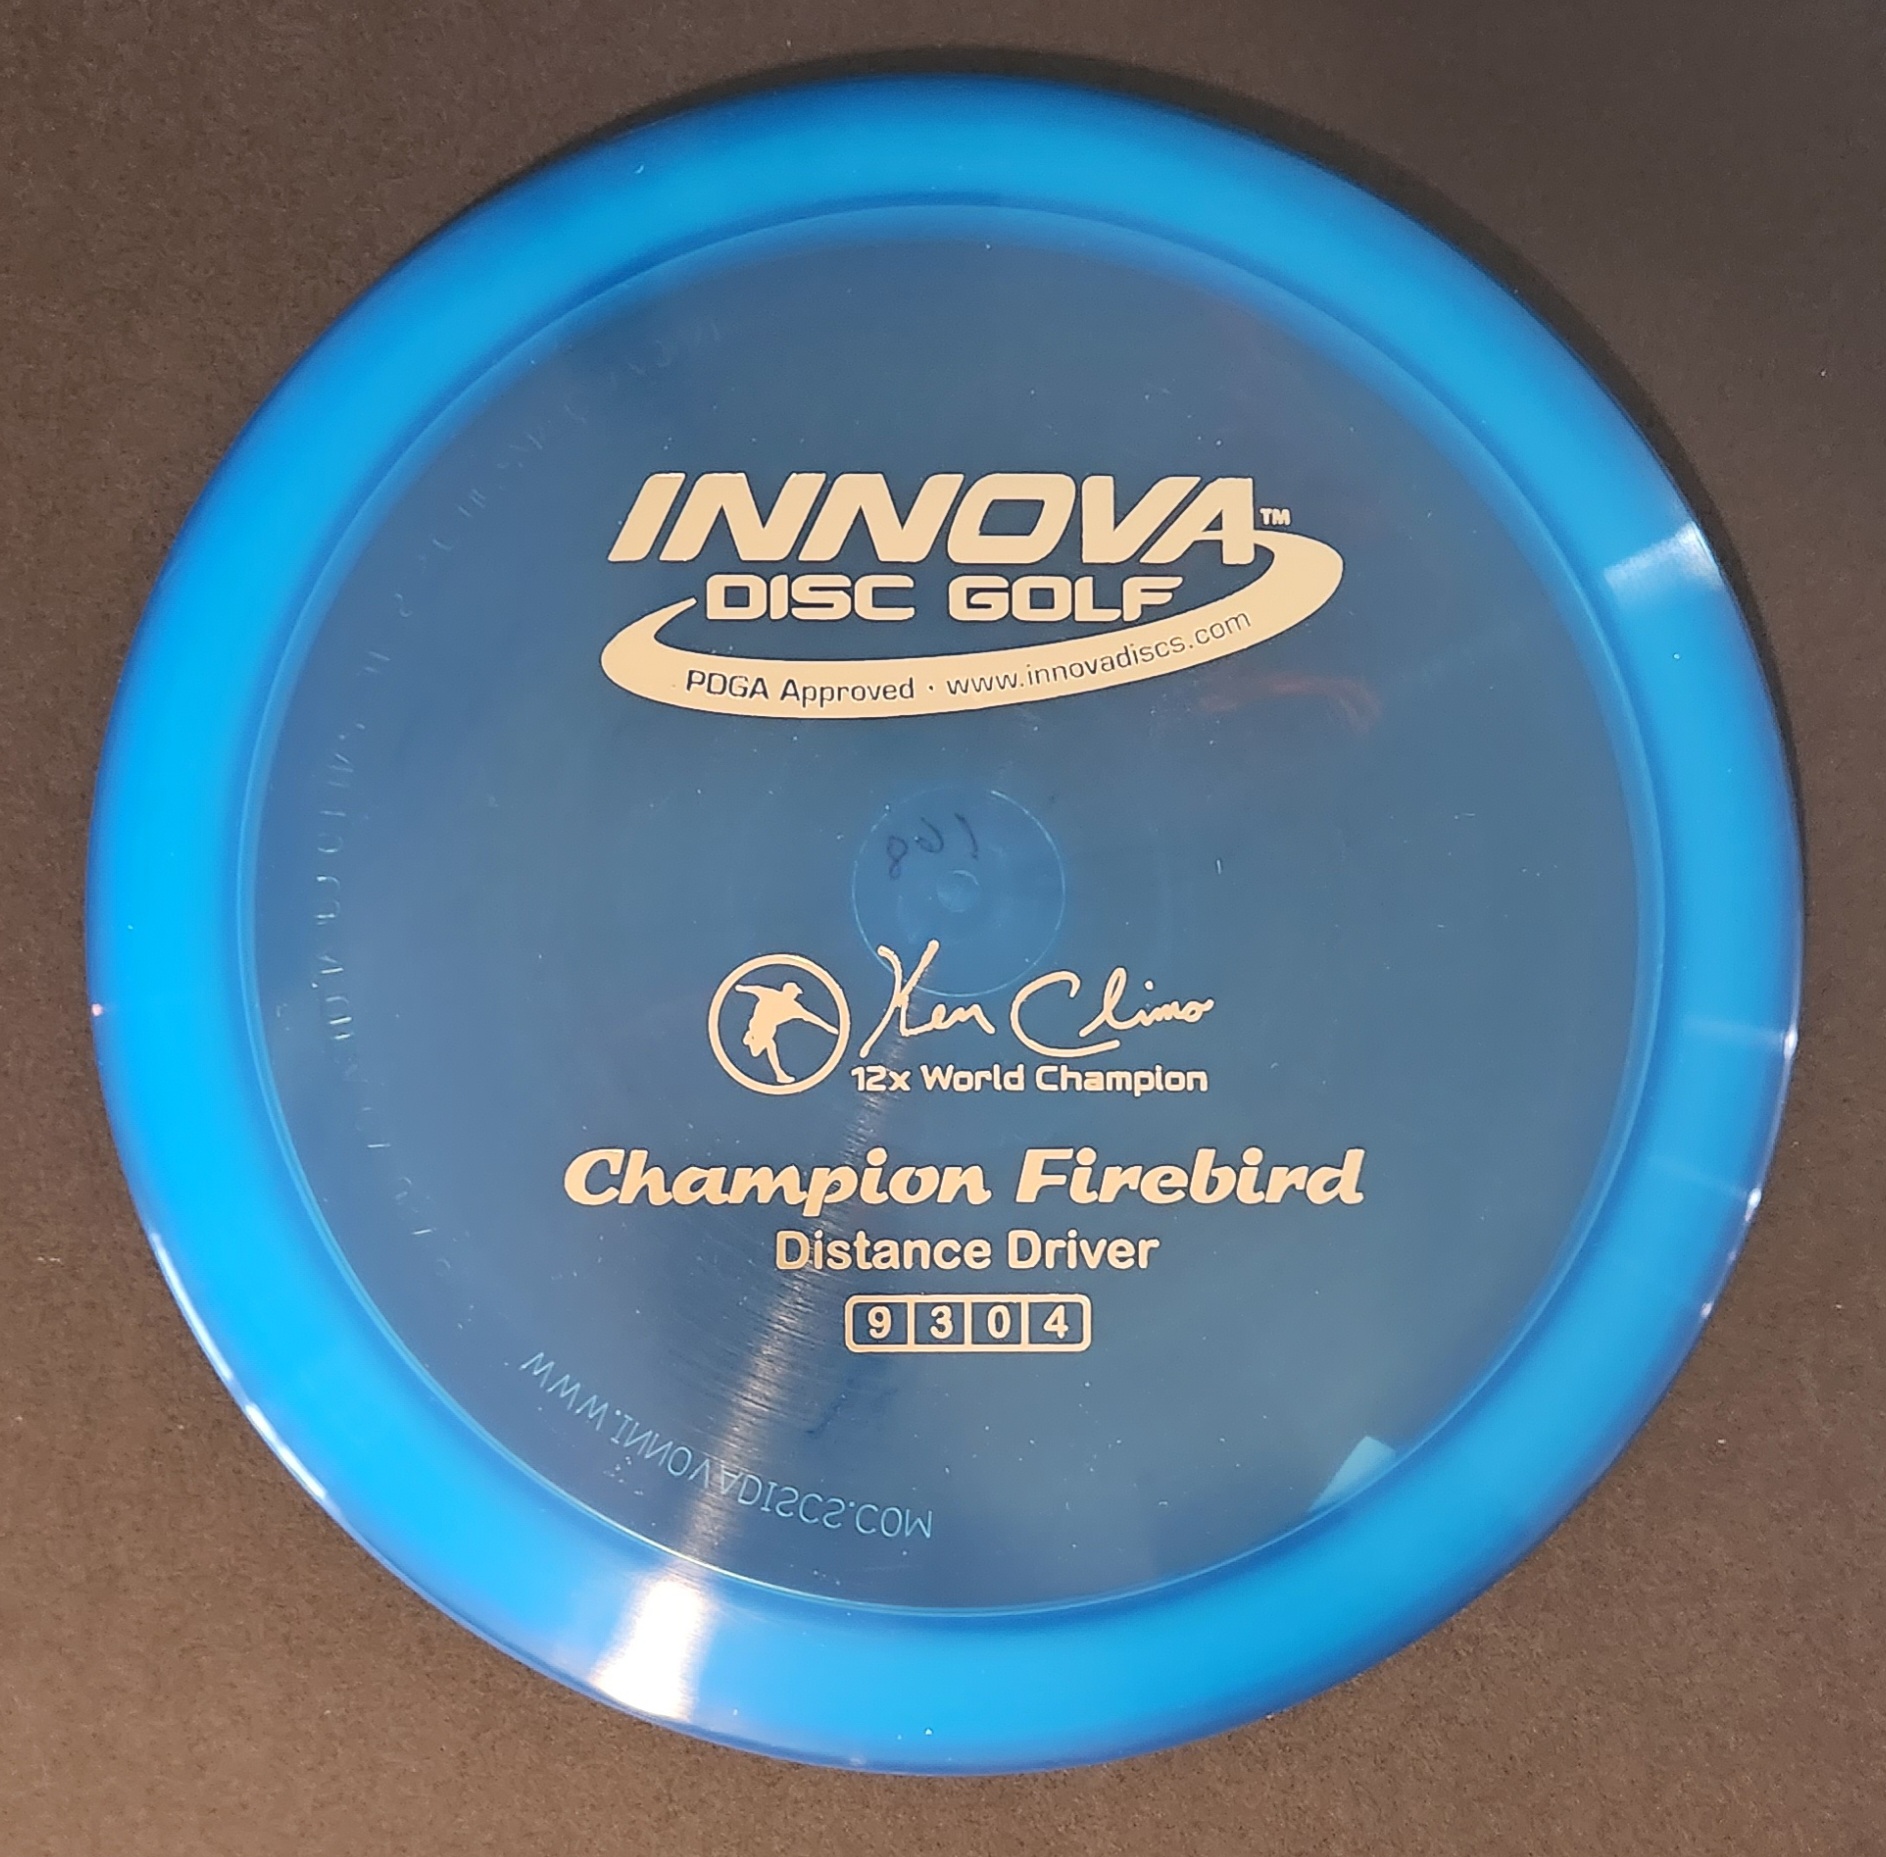 INNOVA™
DISC GOLF
PDGA Approved · www.innovadiscs.com
168
Ken Climo
12x World Champion
Champion Firebird
Distance Driver
9 3 0 4
WWW.INNOVADISCS.COM